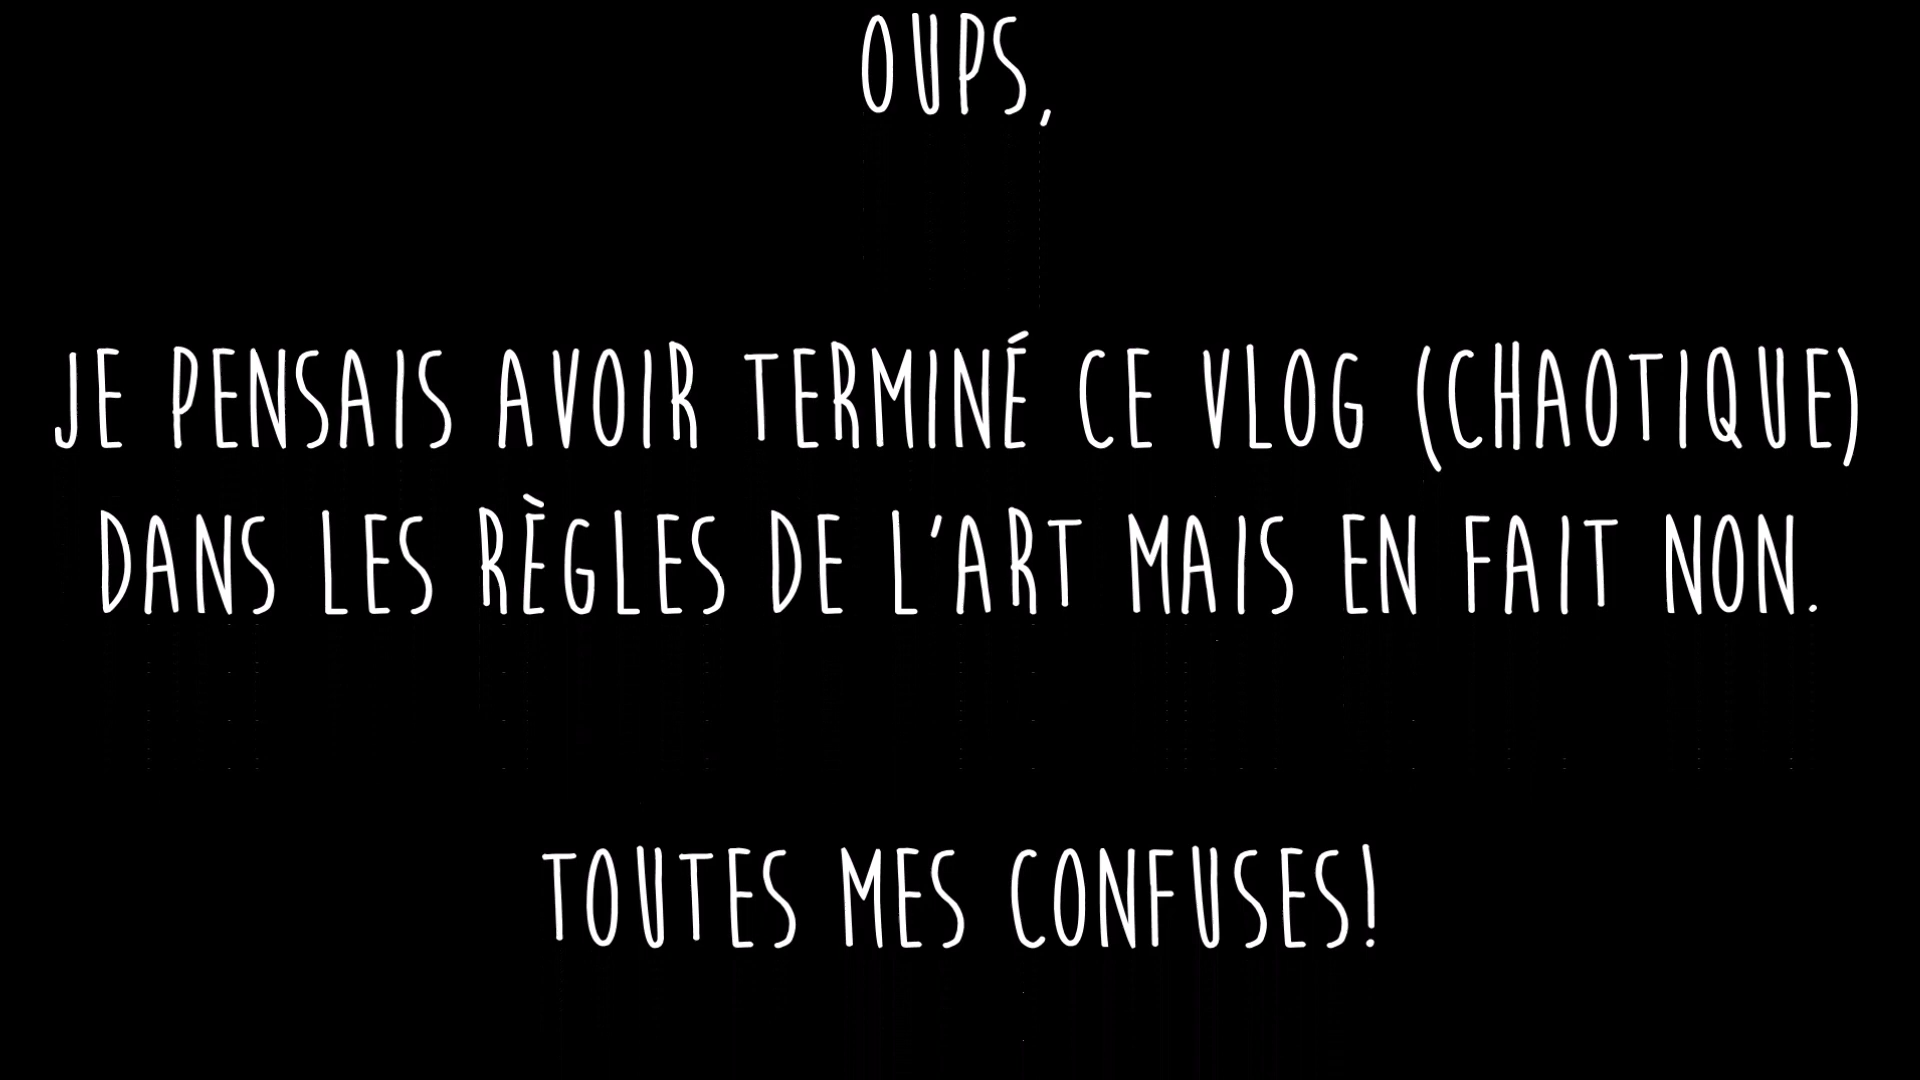 OUPS,
JE PENSAIS AVOIR TERMINÉ CE VLOG (CHAOTIQUE)
DANS LES RÈGLES DE L'ART MAIS EN FAIT NON.
TOUTES MES CONFUSES!